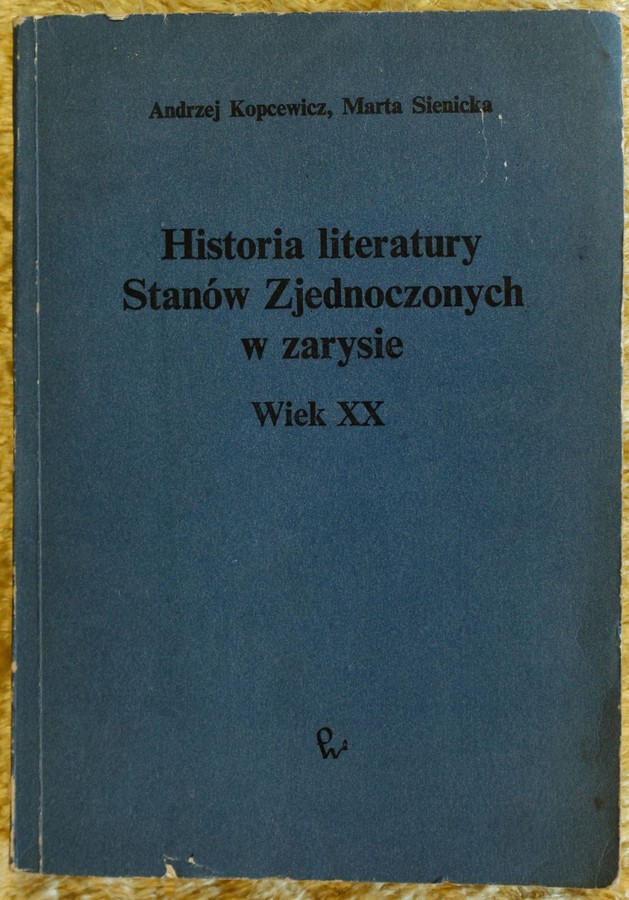 Andrzej Kopcewicz, Marta Sienicka
Historia literatury
Stanów Zjednoczonych
w zarysie
Wiek XX